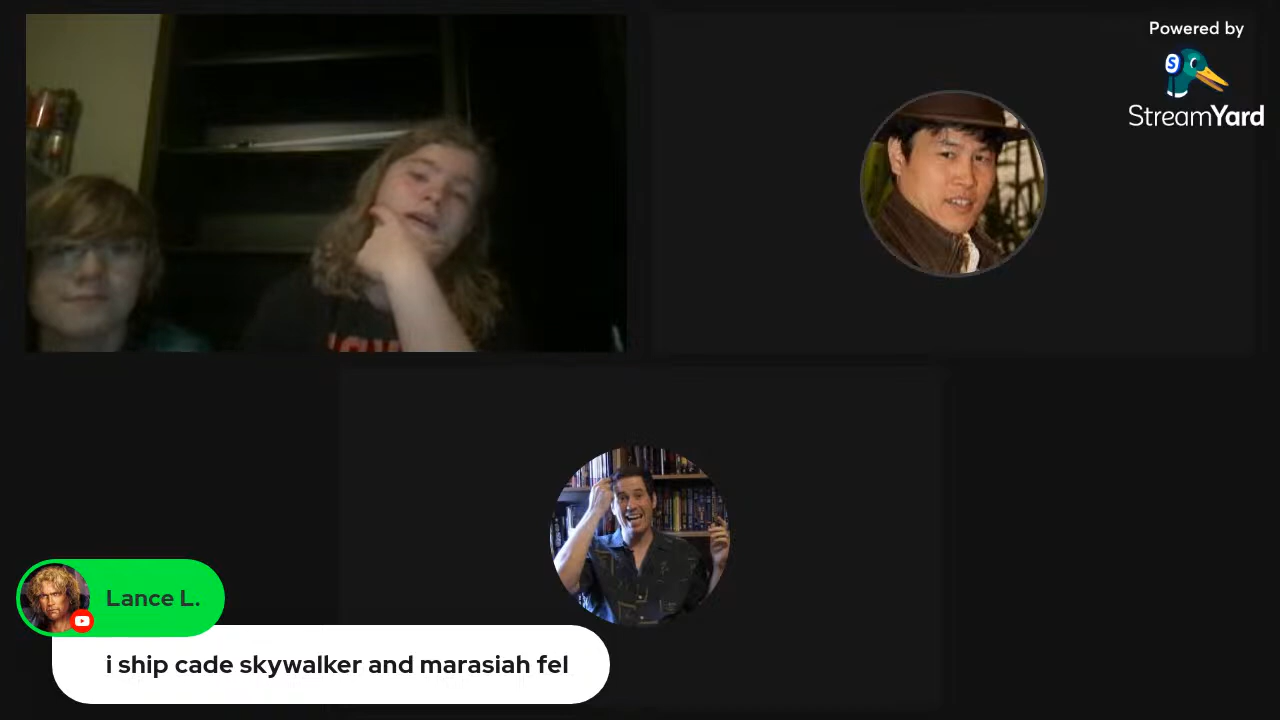 Powered by
StreamYard
Lance L.
i ship cade skywalker and marasiah fel